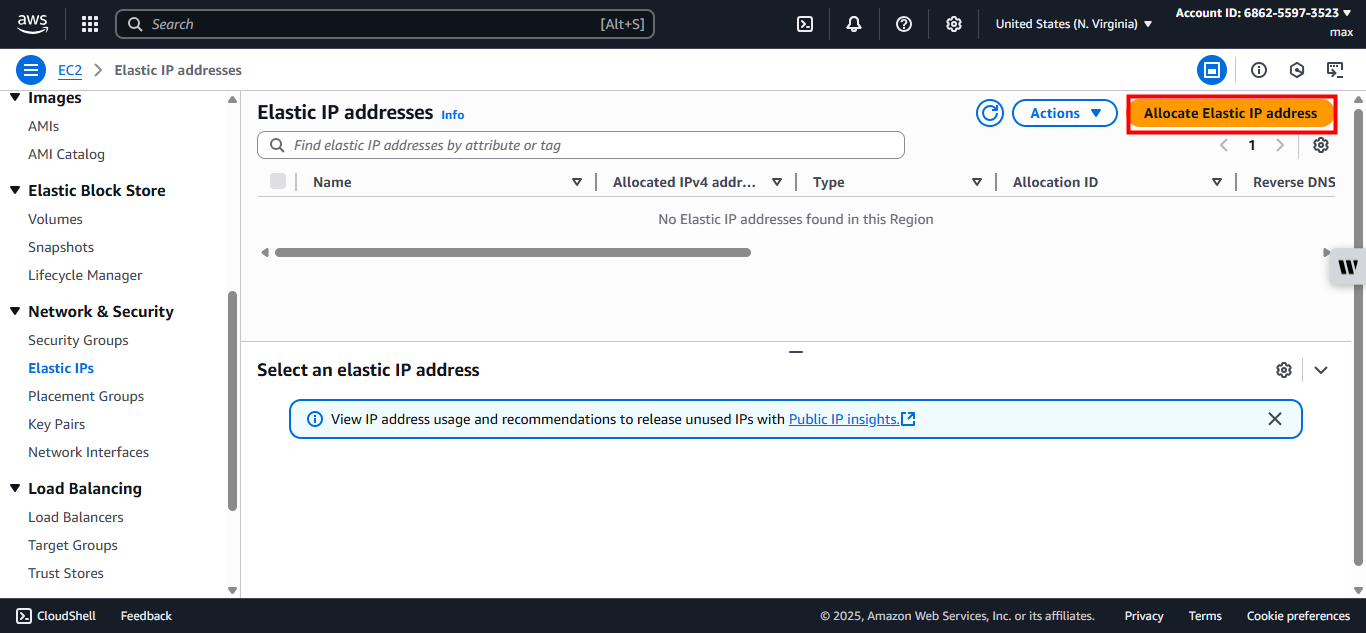 aws
Search [Alt+S]
United States (N. Virginia)
Account ID: 6862-5597-3523
max
EC2 Elastic IP addresses
Images
AMIs
AMI Catalog
Elastic Block Store
Volumes
Snapshots
Lifecycle Manager
Network & Security
Security Groups
Elastic IPs
Placement Groups
Key Pairs
Network Interfaces
Load Balancing
Load Balancers
Target Groups
Trust Stores
Elastic IP addresses Info
Actions
Allocate Elastic IP address
Find elastic IP addresses by attribute or tag
1
Name Allocated IPv4 addr... Type Allocation ID Reverse DNS
No Elastic IP addresses found in this Region
W
Select an elastic IP address
View IP address usage and recommendations to release unused IPs with Public IP insights.
CloudShell Feedback
© 2025, Amazon Web Services, Inc. or its affiliates. Privacy Terms Cookie preferences